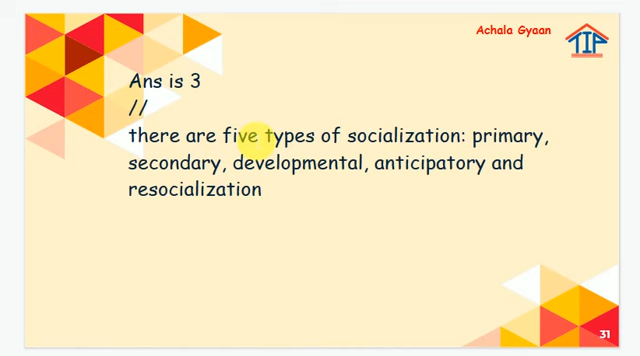 Achala Gyaan
TIP
Ans is 3
//
there are five types of socialization: primary,
secondary, developmental, anticipatory and
resocialization
31